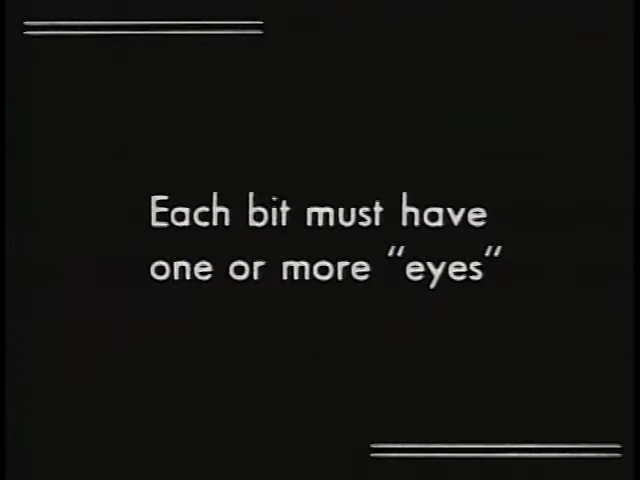 Each bit must have
one or more “eyes“